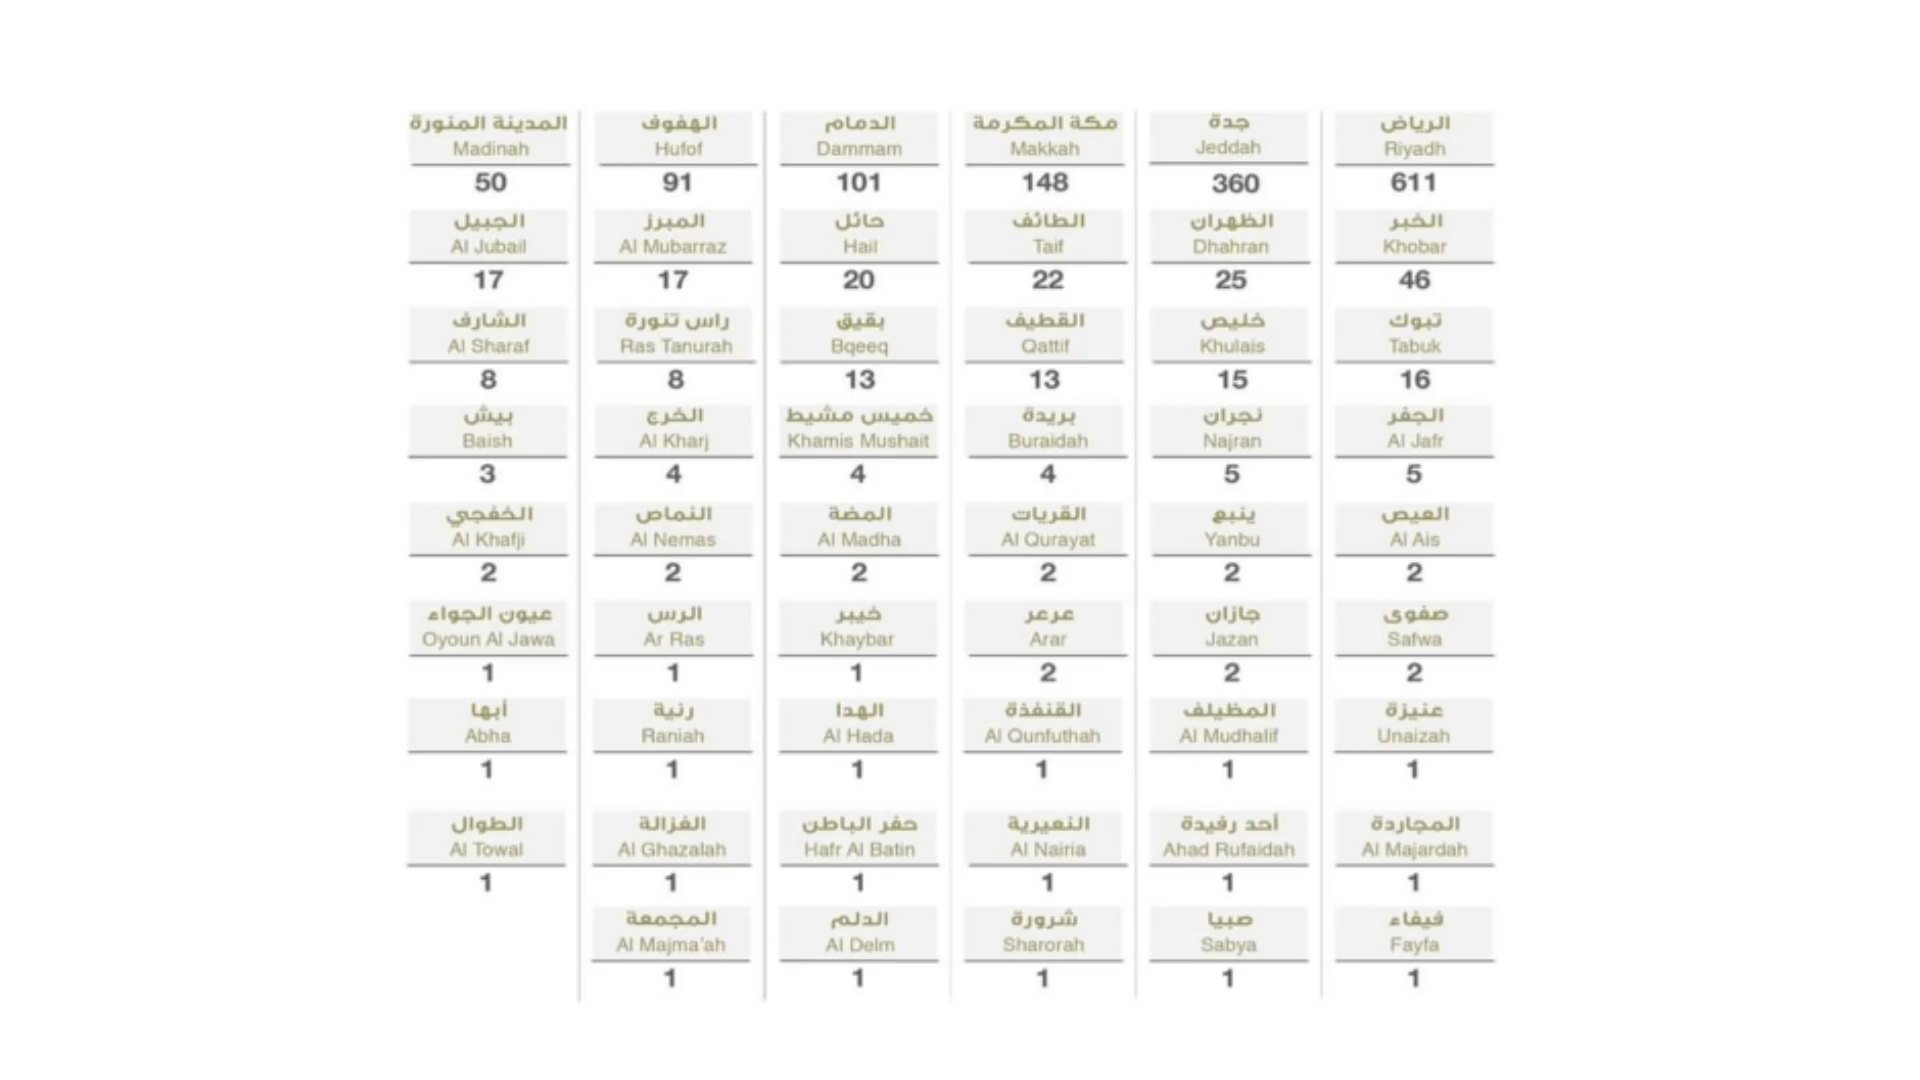 الرياض
Riyadh
611
جدة
Jeddah
360
مكة المكرمة
Makkah
148
الدمام
Dammam
101
الهفوف
Hufof
91
المدينة المنورة
Madinah
50
الخبر
Khobar
46
الظهران
Dhahran
25
الطائف
Taif
22
حائل
Hail
20
المبرز
Al Mubarraz
17
الجبيل
Al Jubail
17
تبوك
Tabuk
16
خليص
Khulais
15
القطيف
Qattif
13
بقيق
Bqeeq
13
راس تنورة
Ras Tanurah
8
الشارف
Al Sharaf
8
الجفر
Al Jafr
5
نجران
Najran
5
بريدة
Buraidah
4
خميس مشيط
Khamis Mushait
4
الخرج
Al Kharj
4
بيش
Baish
3
العيص
Al Ais
2
ينبع
Yanbu
2
القريات
Al Qurayat
2
المضة
Al Madha
2
النماص
Al Nemas
2
الخفجي
Al Khafji
2
صفوى
Safwa
2
جازان
Jazan
2
عرعر
Arar
2
خيبر
Khaybar
1
الرس
Ar Ras
1
عيون الجواء
Oyoun Al Jawa
1
عنيزة
Unaizah
1
المظيلف
Al Mudhalif
1
القنفذة
Al Qunfuthah
1
الهدا
Al Hada
1
رنية
Raniah
1
أبها
Abha
1
المجاردة
Al Majardah
1
أحد رفيدة
Ahad Rufaidah
1
النعيرية
Al Nairia
1
حفر الباطن
Hafr Al Batin
1
الغزالة
Al Ghazalah
1
الطوال
Al Towal
1
فيفاء
Fayfa
1
صبيا
Sabya
1
شرورة
Sharorah
1
الدلم
Al Delm
1
المجمعة
Al Majma'ah
1